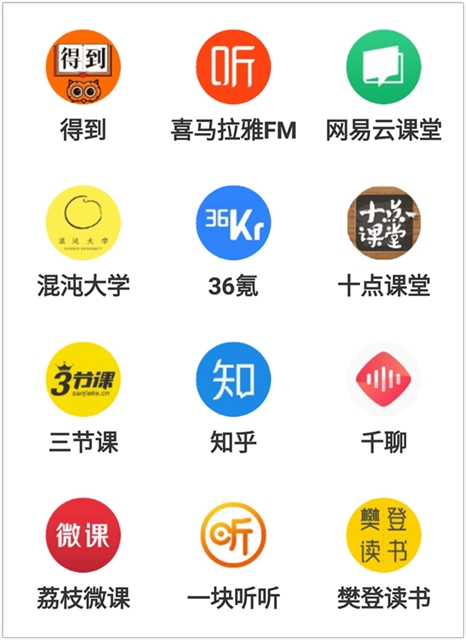 得到
听
得到
喜马拉雅FM
网易云课堂
混沌大学
36Kr
十点
课堂
混沌大学
36氪
十点课堂
3节课
sanjieke.cn
知
三节课
知乎
千聊
微课
听
樊登
读书
荔枝微课
一块听听
樊登读书